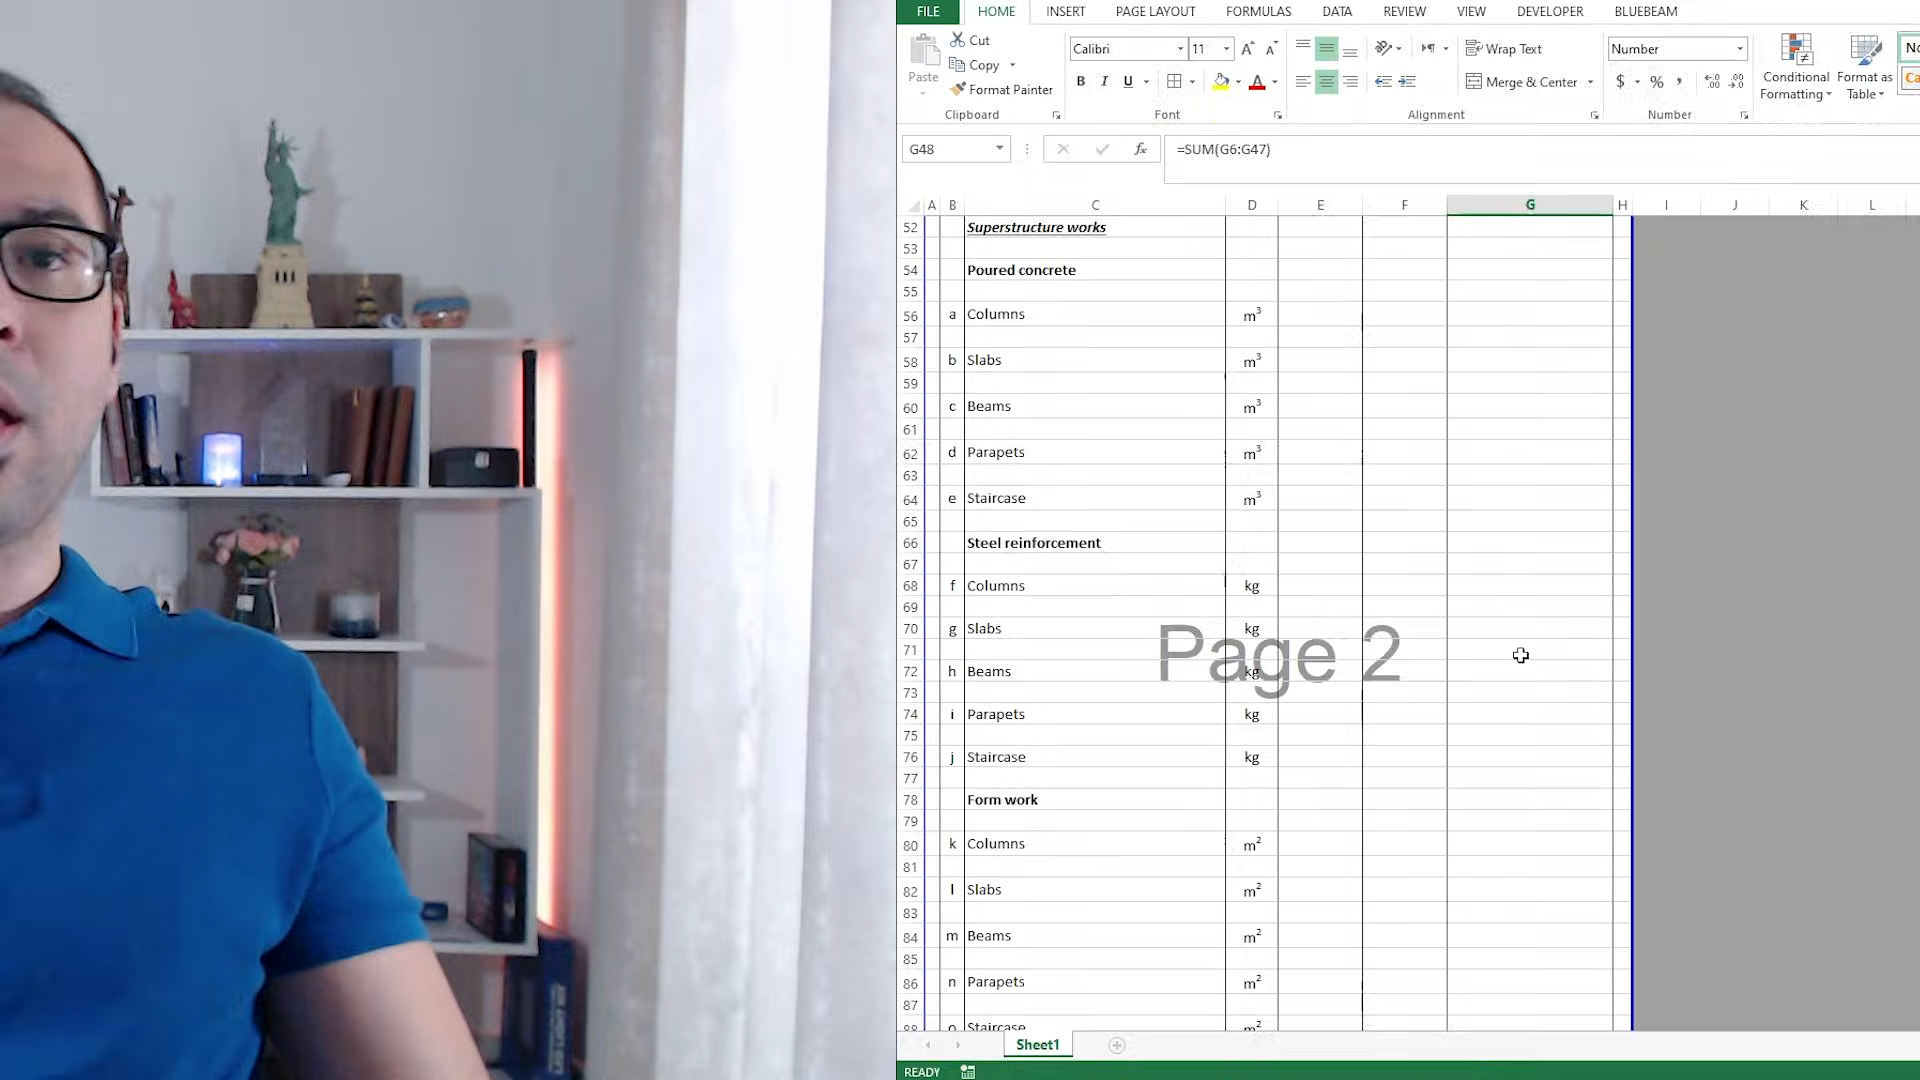 FILE HOME INSERT PAGE LAYOUT FORMULAS DATA REVIEW VIEW DEVELOPER BLUEBEAM
Cut
Copy
Format Painter
Paste
Clipboard
Calibri 11
B I U
Font
Wrap Text
Merge & Center
Alignment
Number
$ % ,
Number
Conditional Formatting
Format as Table
G48 =SUM(G6:G47)
A B C D E F G H I J K L
52 Superstructure works
53
54 Poured concrete
55
56 a Columns m³
57
58 b Slabs m³
59
60 c Beams m³
61
62 d Parapets m³
63
64 e Staircase m³
65
66 Steel reinforcement
67
68 f Columns kg
69
70 g Slabs kg
71
Page 2
72 h Beams kg
73
74 i Parapets kg
75
76 j Staircase kg
77
78 Form work
79
80 k Columns m²
81
82 l Slabs m²
83
84 m Beams m²
85
86 n Parapets m²
87
88 o Staircase m²
Sheet1
READY